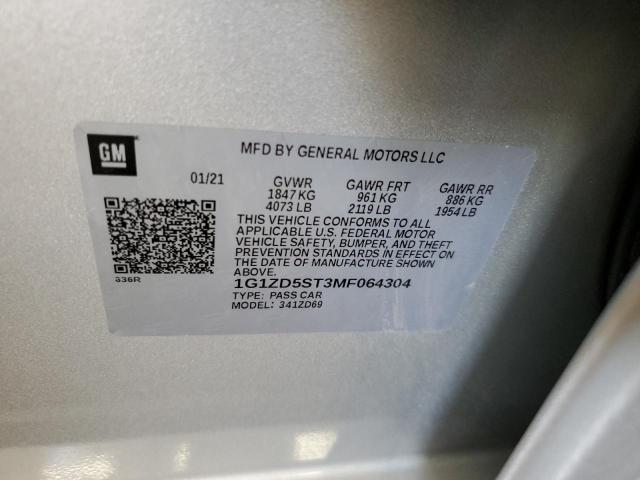 GM
MFD BY GENERAL MOTORS LLC
01/21 GVWR GAWR FRT GAWR RR
1847 KG 961 KG 886 KG
4073 LB 2119 LB 1954 LB
THIS VEHICLE CONFORMS TO ALL
APPLICABLE U.S. FEDERAL MOTOR
VEHICLE SAFETY, BUMPER, AND THEFT
PREVENTION STANDARDS IN EFFECT ON
THE DATE OF MANUFACTURE SHOWN
ABOVE.
336R
1G1ZD5ST3MF064304
TYPE: PASS CAR
MODEL: 341ZD69